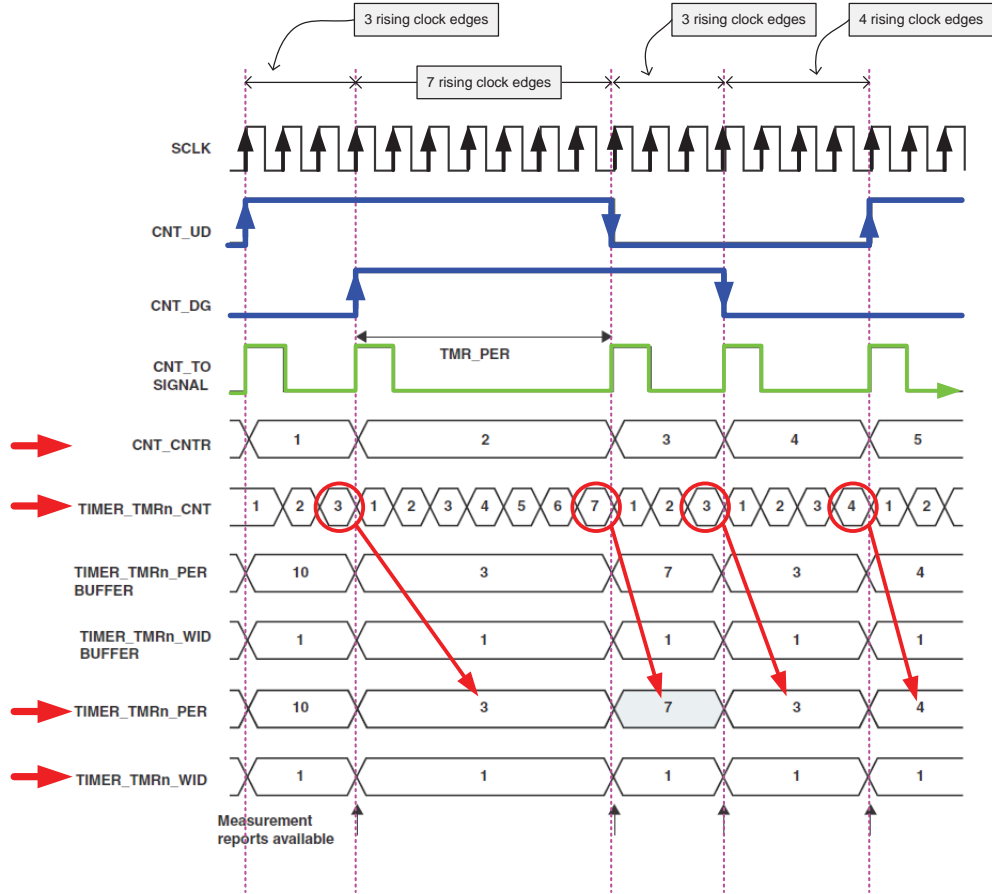 3 rising clock edges
3 rising clock edges
4 rising clock edges
7 rising clock edges
SCLK
CNT_UD
CNT_DG
TMR_PER
CNT_TO
SIGNAL
CNT_CNTR
1 2 3 4 5
TIMER_TMRn_CNT
1 2 3 1 2 3 4 5 6 7 1 2 3 1 2 3 4 1 2
TIMER_TMRn_PER
BUFFER
10 3 7 3 4
TIMER_TMRn_WID
BUFFER
1 1 1 1 1
TIMER_TMRn_PER
10 3 7 3 4
TIMER_TMRn_WID
1 1 1 1 1
Measurement
reports available